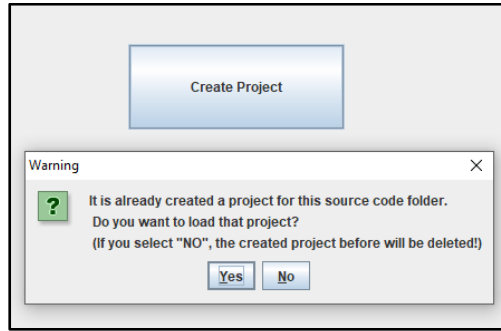 Create Project
Warning
It is already created a project for this source code folder.
Do you want to load that project?
(If you select "NO", the created project before will be deleted!)
Yes No